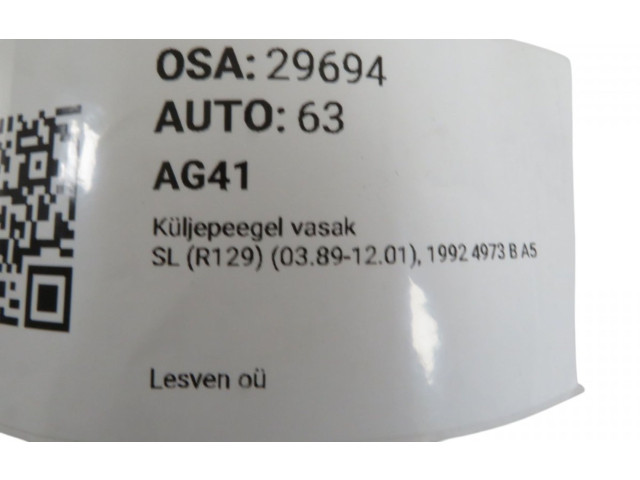 OSA: 29694
AUTO: 63
AG41
Küljepeegel vasak
SL (R129) (03.89-12.01), 1992 4973 B A5
Lesven oü